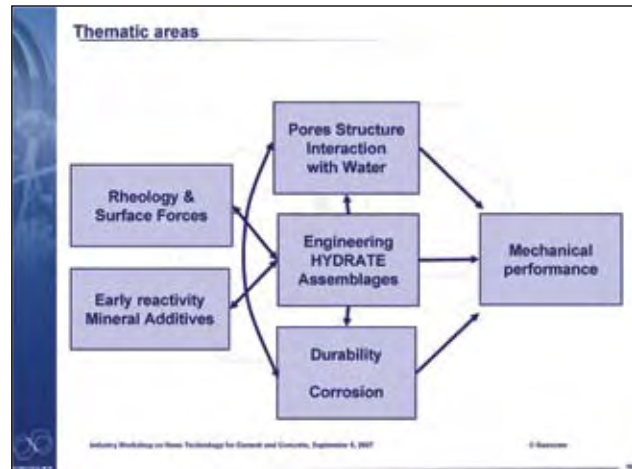 Thematic areas
Pores Structure
Interaction
with Water
Rheology &
Surface Forces
Engineering
HYDRATE
Assemblages
Mechanical
performance
Early reactivity
Mineral Additives
Durability
Corrosion
Industry Workshop on Nano Technology for Cement and Concrete, September 5, 2007